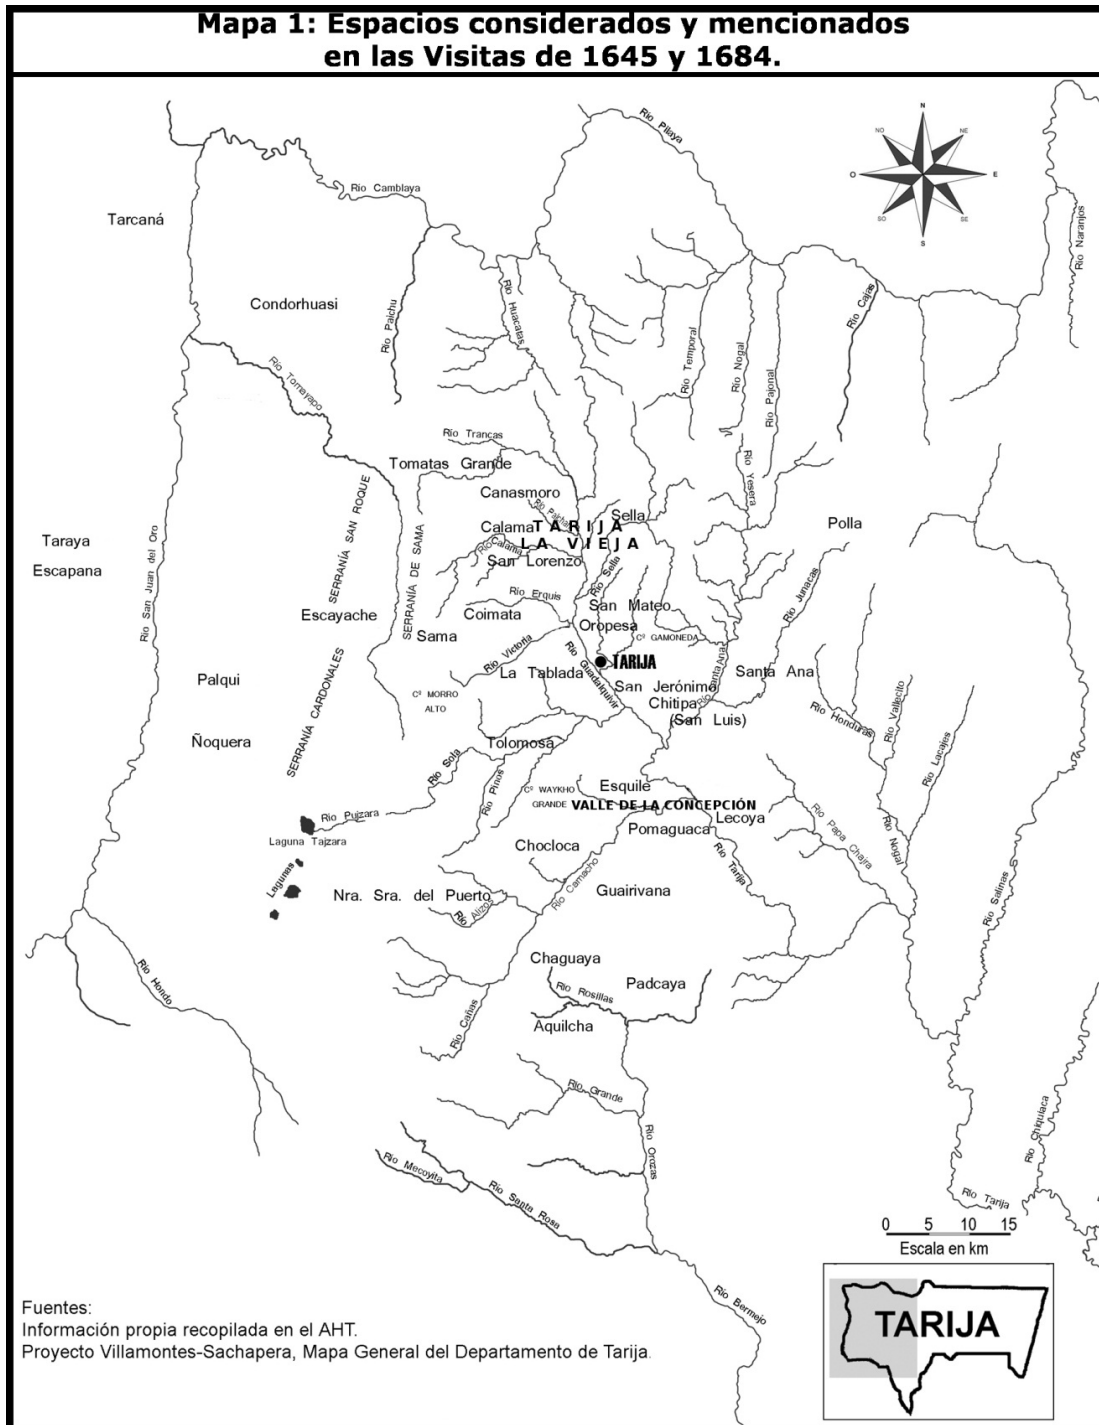 Mapa 1: Espacios considerados y mencionados
en las Visitas de 1645 y 1684.
N
NO
NE
O
E
SO
SE
S
Río Pilaya
Río Camblaya
Tarcaná
Río Naranjos
Condorhuasi
Río Paichu
Río Huacatas
Río Cajas
Río Temporal
Río Nogal
Río Pajonal
Río Tomayapo
Río Trancas
Tomatas Grande
Río Yesera
Canasmoro
SERRANÍA SAN ROQUE
Sella
Calama
TARIJA
LA VIEJA
Polla
Taraya
Escapana
Río San Juan del Oro
SERRANÍA DE SAMA
Río Calama
San Lorenzo
Río Sella
Río Junacas
Río Erquis
San Mateo
Escayache
Coimata
Oropesa
Cº GAMONEDA
Sama
Río Victoria
TARIJA
Río Guadalquivir
La Tablada
Río Santa Ana
Santa Ana
Palqui
San Jerónimo
Cº MORRO
ALTO
Chitipa
(San Luis)
Río Honduras
Río Vallecito
Ñoquera
SERRANÍA CARDONALES
Tolomosa
Río Lacajes
Río Sola
Río Pinos
Cº WAYKHO
GRANDE
Esquile
VALLE DE LA CONCEPCIÓN
Río Pujzara
Lecoya
Río Papa Chajra
Pomaguaca
Río Nogal
Laguna Tajzara
Chocloca
Río Tarija
Lagunas
Río Camacho
Nra. Sra. del Puerto
Guairivana
Río Alizos
Río Salinas
Chaguaya
Río Hondo
Padcaya
Río Rosillas
Río Cañas
Aquilcha
Río Grande
Río Chiquiaca
Río Orozas
Río Mecoyita
Río Santa Rosa
Río Tarija
0 5 10 15
Escala en km
Río Bermejo
TARIJA
Fuentes:
Información propia recopilada en el AHT.
Proyecto Villamontes-Sachapera, Mapa General del Departamento de Tarija.